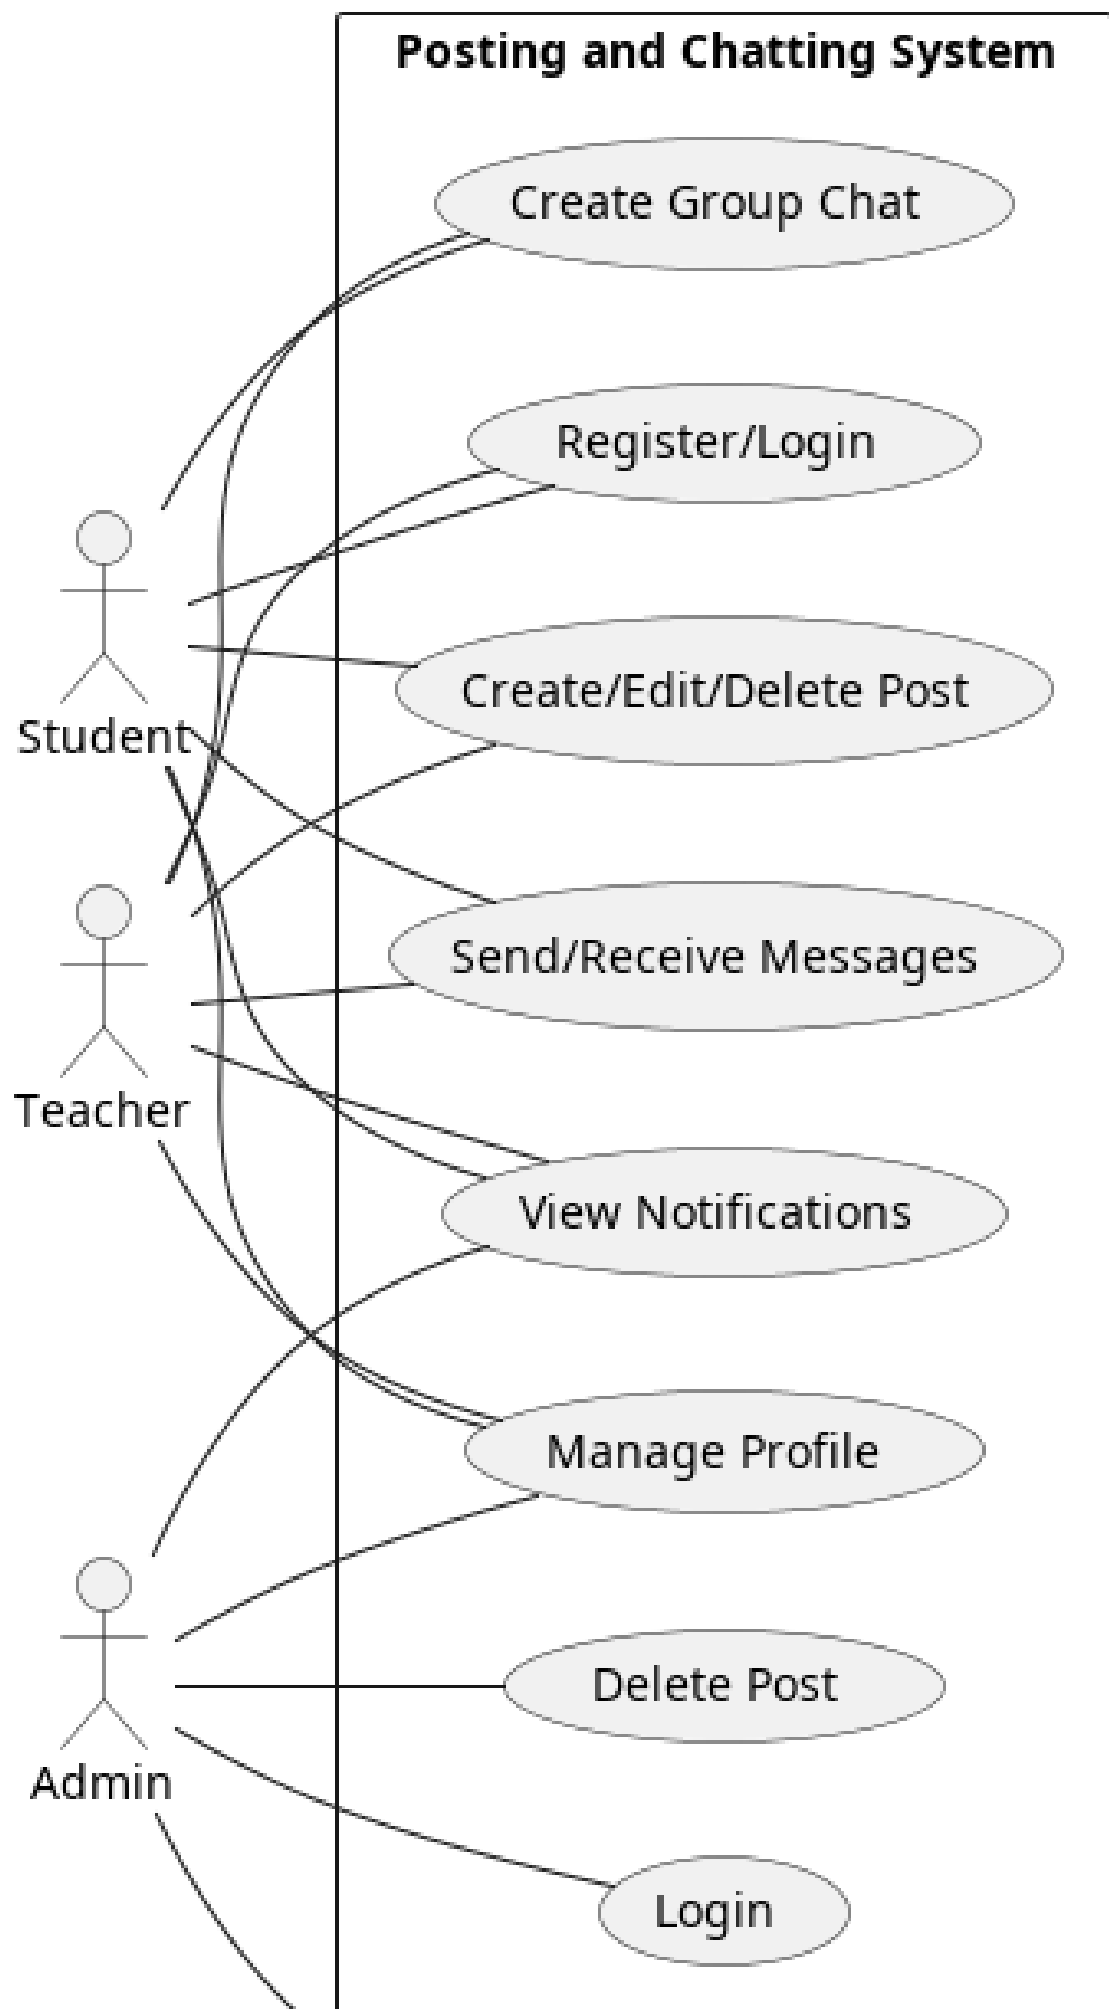 Posting and Chatting System
Create Group Chat
Register/Login
Create/Edit/Delete Post
Student
Send/Receive Messages
Teacher
View Notifications
Manage Profile
Delete Post
Admin
Login